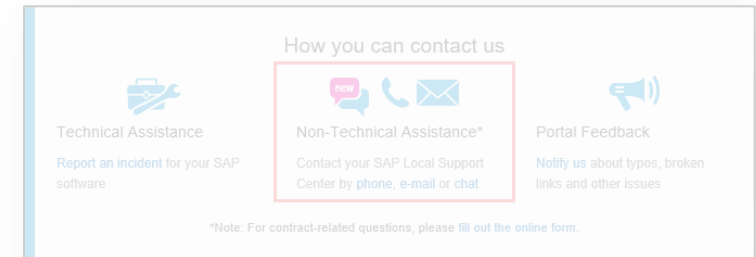 How you can contact us
new
Technical Assistance
Report an incident for your SAP
software
Non-Technical Assistance*
Contact your SAP Local Support
Center by phone, e-mail or chat
Portal Feedback
Notify us about typos, broken
links and other issues
*Note: For contract-related questions, please fill out the online form.